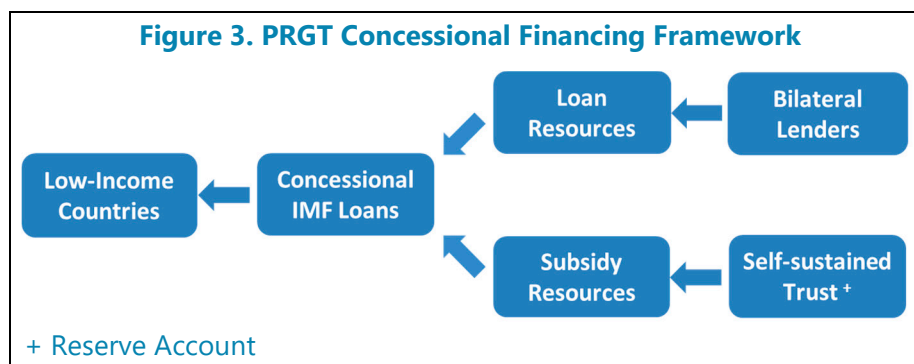 Figure 3. PRGT Concessional Financing Framework
Loan
Resources
Bilateral
Lenders
Low-Income
Countries
Concessional
IMF Loans
Subsidy
Resources
Self-sustained
Trust +
+ Reserve Account